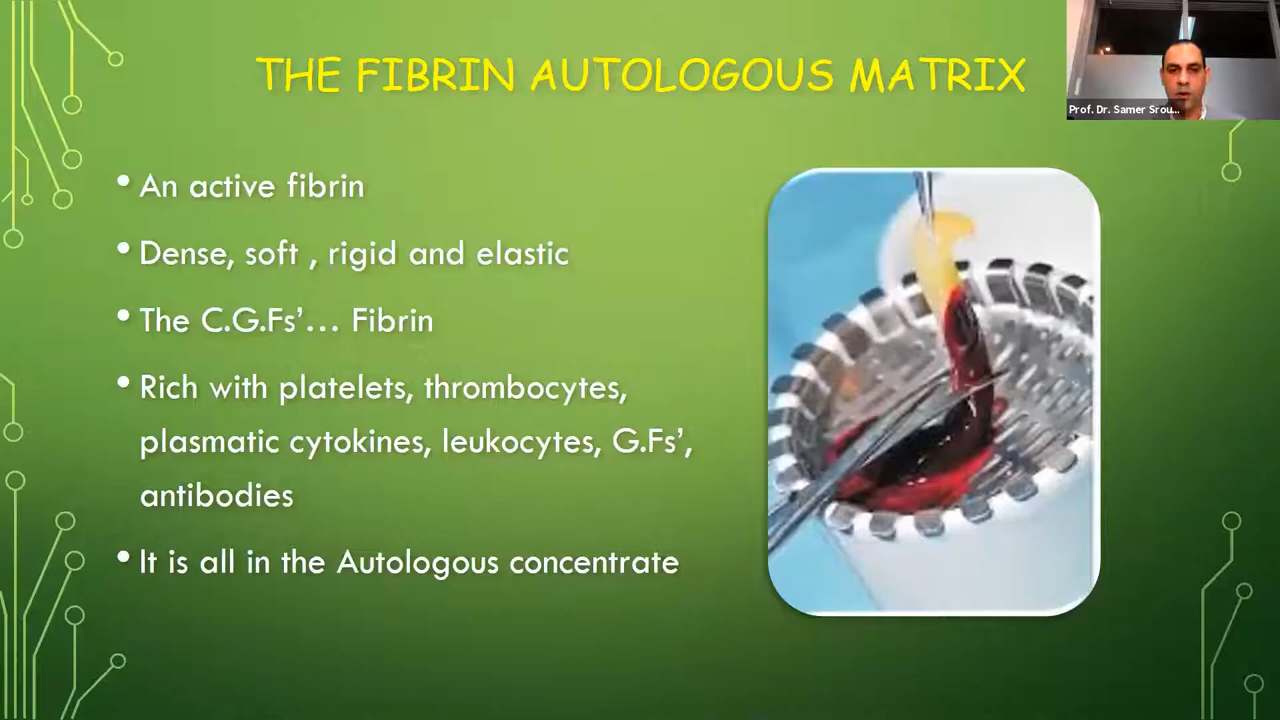 THE FIBRIN AUTOLOGOUS MATRIX
Prof. Dr. Samer Srou...
• An active fibrin
• Dense, soft , rigid and elastic
• The C.G.Fs’... Fibrin
• Rich with platelets, thrombocytes,
plasmatic cytokines, leukocytes, G.Fs’,
antibodies
• It is all in the Autologous concentrate